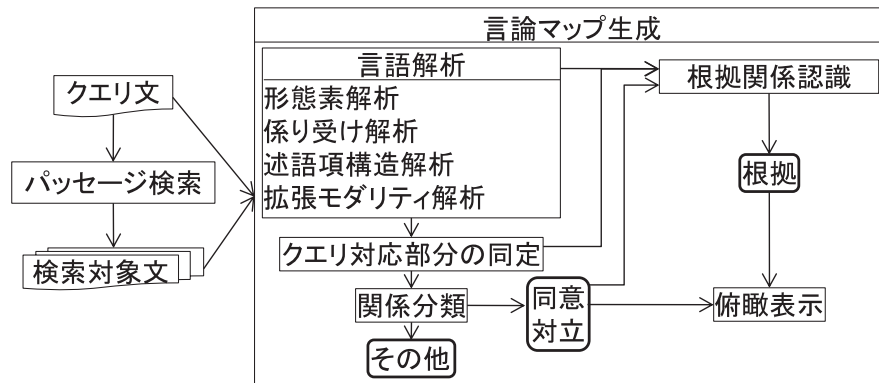 言論マップ生成
クエリ文
パッセージ検索
検索対象文
言語解析
形態素解析
係り受け解析
述語項構造解析
拡張モダリティ解析
クエリ対応部分の同定
関係分類
その他
同意
対立
根拠関係認識
根拠
俯瞰表示